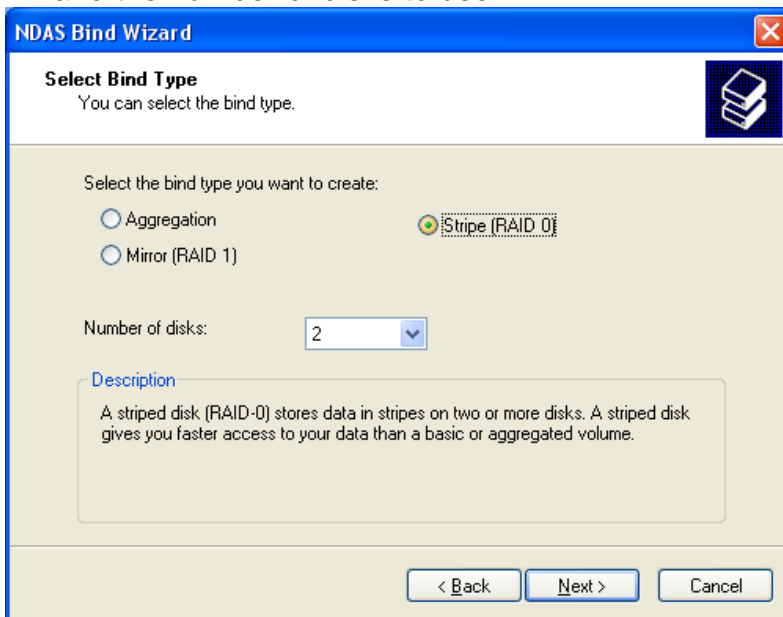 NDAS Bind Wizard
Select Bind Type
You can select the bind type.
Select the bind type you want to create:
Aggregation
Stripe (RAID 0)
Mirror (RAID 1)
Number of disks:
2
Description
A striped disk (RAID-0) stores data in stripes on two or more disks. A striped disk
gives you faster access to your data than a basic or aggregated volume.
< Back
Next >
Cancel